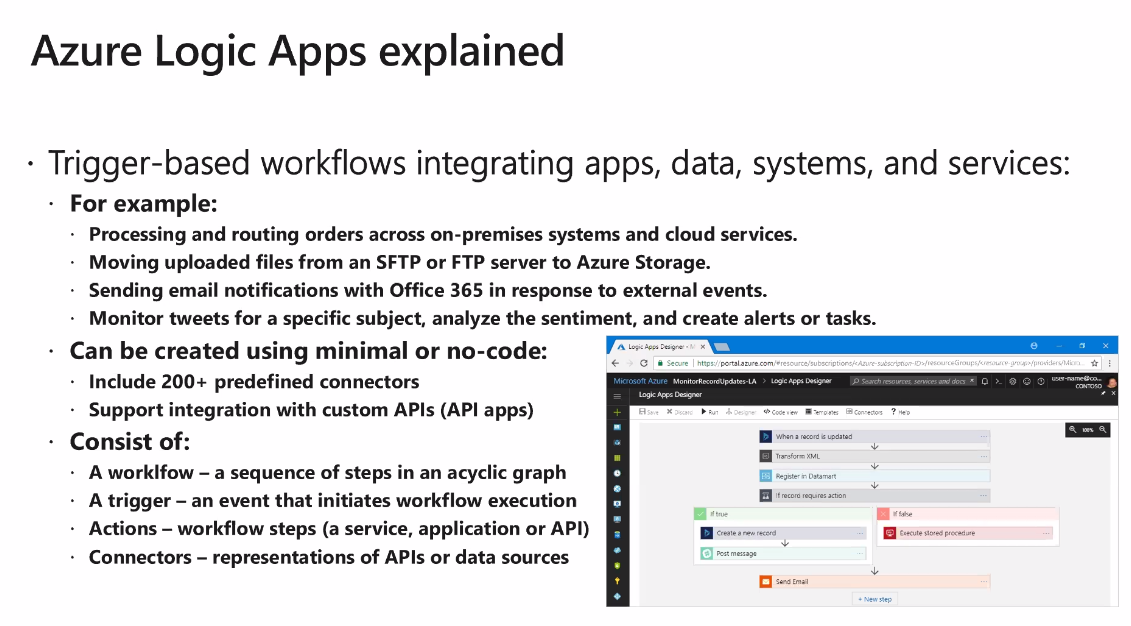 Azure Logic Apps explained
· Trigger-based workflows integrating apps, data, systems, and services:
· For example:
· Processing and routing orders across on-premises systems and cloud services.
· Moving uploaded files from an SFTP or FTP server to Azure Storage.
· Sending email notifications with Office 365 in response to external events.
· Monitor tweets for a specific subject, analyze the sentiment, and create alerts or tasks.
· Can be created using minimal or no-code:
· Include 200+ predefined connectors
· Support integration with custom APIs (API apps)
· Consist of:
· A worklfow – a sequence of steps in an acyclic graph
· A trigger – an event that initiates workflow execution
· Actions – workflow steps (a service, application or API)
· Connectors – representations of APIs or data sources
Logic Apps Designer - M
Secure https://portal.azure.com/#resource/subscriptions/<Azure-subscription-ID>/resourceGroups/<resource-group>/providers/Micr...
Microsoft Azure MonitorRecordUpdates-LA > Logic Apps Designer Search resources, services and docs user-name@co...
CONTOSO
Logic Apps Designer
Save Discard Run Designer Code view Templates Connectors Help
100%
When a record is updated
Transform XML
Register in Datamart
If record requires action
If true If false
Create a new record Execute stored procedure
Post message
Send Email
+ New step